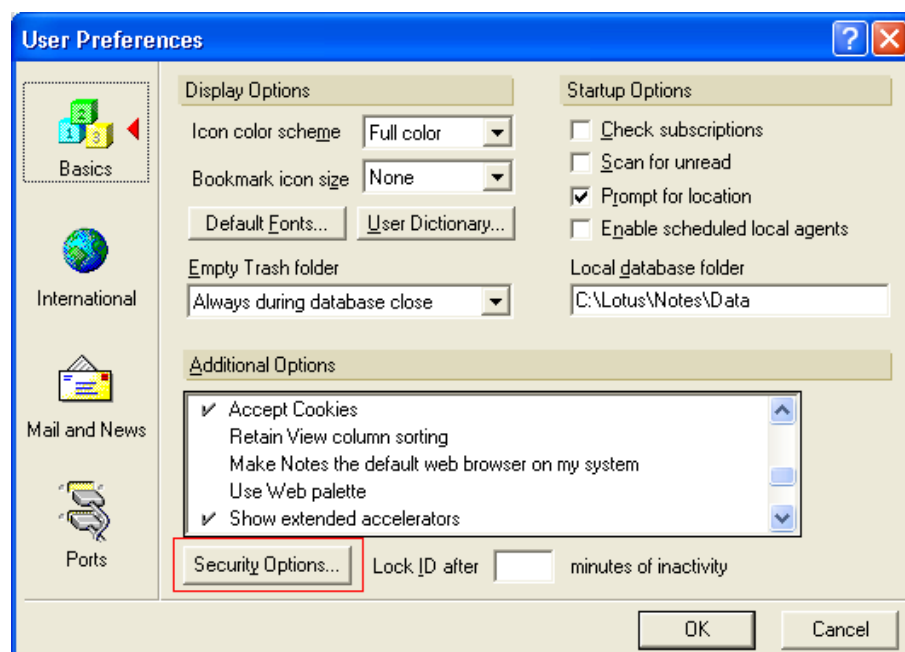 User Preferences
Basics
International
Mail and News
Ports
Display Options
Icon color scheme Full color
Bookmark icon size None
Default Fonts... User Dictionary...
Empty Trash folder
Always during database close
Startup Options
Check subscriptions
Scan for unread
Prompt for location
Enable scheduled local agents
Local database folder
C:\Lotus\Notes\Data
Additional Options
Accept Cookies
Retain View column sorting
Make Notes the default web browser on my system
Use Web palette
Show extended accelerators
Security Options... Lock ID after minutes of inactivity
OK Cancel